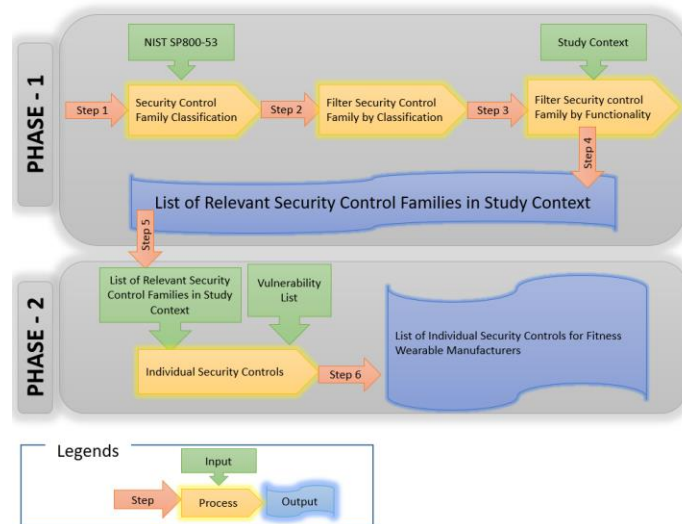 PHASE - 1
NIST SP800-53
Study Context
Step 1
Security Control
Family Classification
Step 2
Filter Security Control
Family by Classification
Step 3
Filter Security control
Family by Functionality
Step 4
List of Relevant Security Control Families in Study Context
Step 5
PHASE - 2
List of Relevant Security
Control Families in Study
Context
Vulnerability
List
Individual Security Controls
Step 6
List of Individual Security Controls for Fitness
Wearable Manufacturers
Legends
Input
Step
Process
Output